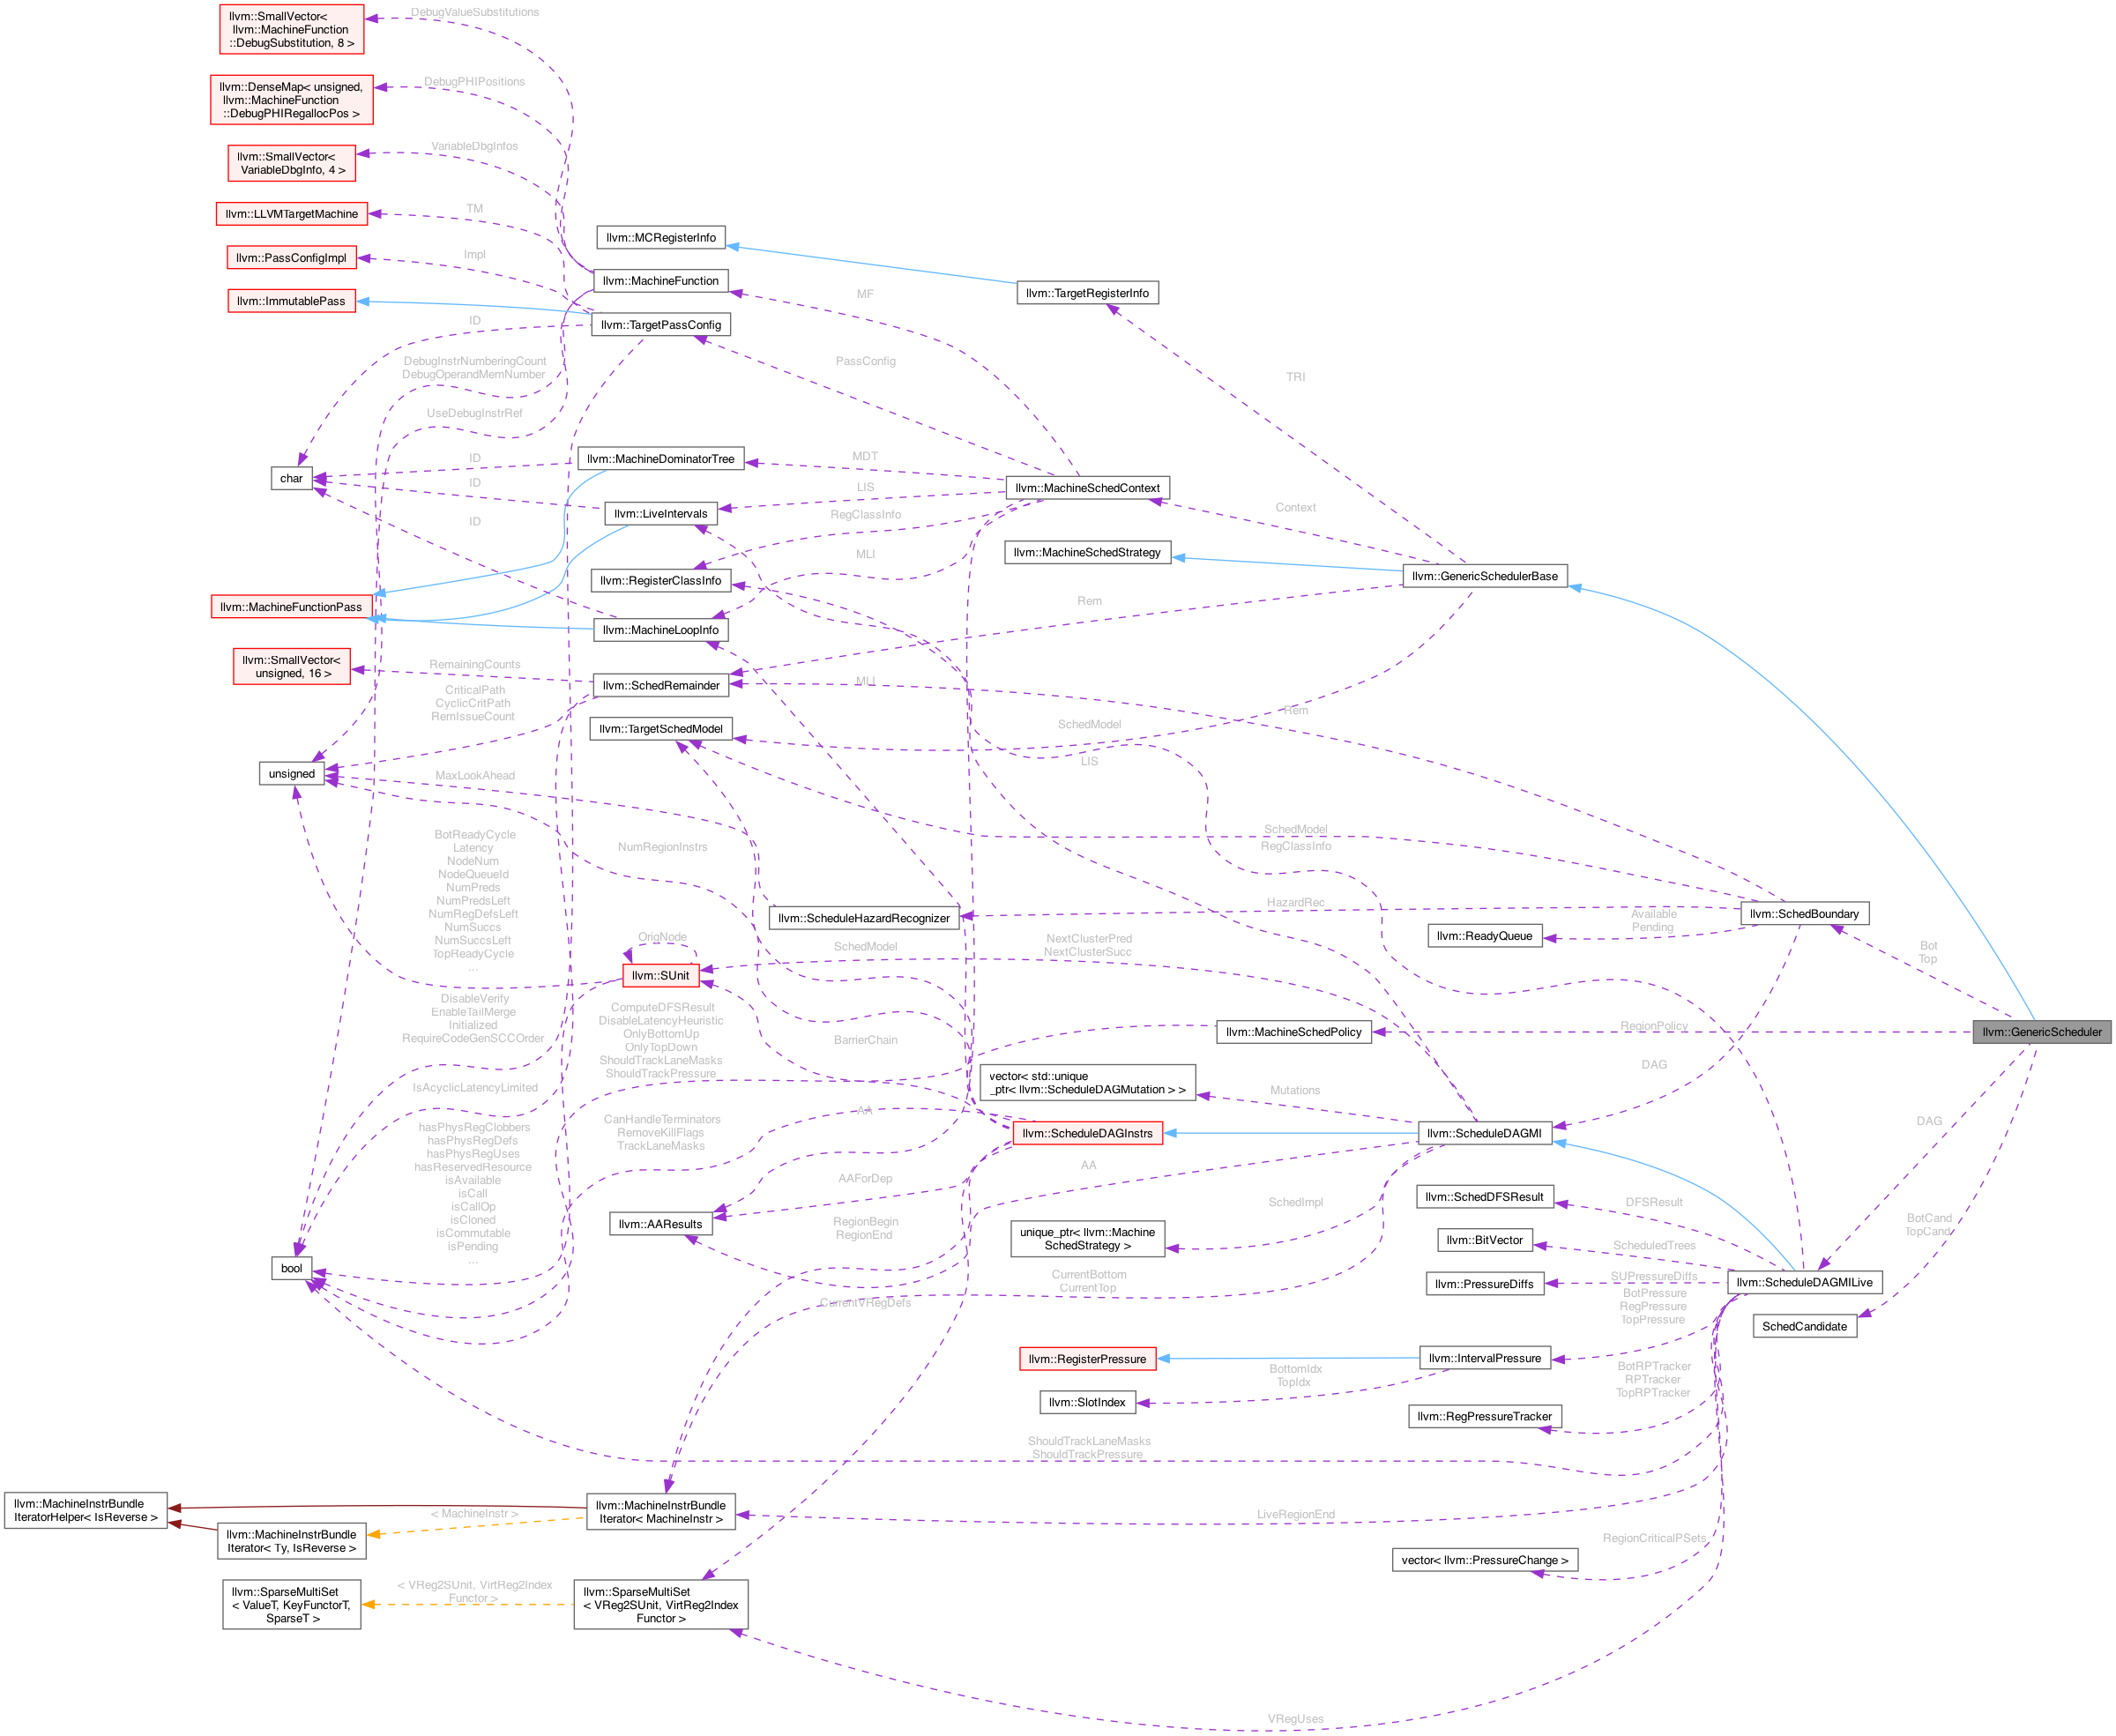 llvm::SmallVector<
llvm::MachineFunction
::DebugSubstitution, 8 >
DebugValueSubstitutions
llvm::DenseMap< unsigned,
llvm::MachineFunction
::DebugPHIRegallocPos >
DebugPHIPositions
llvm::SmallVector<
VariableDbgInfo, 4 >
VariableDbgInfos
llvm::LLVMTargetMachine
TM
llvm::PassConfigImpl
Impl
llvm::ImmutablePass
llvm::MCRegisterInfo
llvm::MachineFunction
llvm::TargetPassConfig
llvm::TargetRegisterInfo
MF
ID
PassConfig
TRI
DebugInstrNumberingCount
DebugOperandMemNumber
UseDebugInstrRef
char
ID
ID
ID
llvm::MachineDominatorTree
MDT
llvm::LiveIntervals
LIS
RegClassInfo
llvm::MachineSchedContext
Context
llvm::RegisterClassInfo
MLI
llvm::MachineSchedStrategy
llvm::GenericSchedulerBase
llvm::MachineFunctionPass
llvm::MachineLoopInfo
Rem
llvm::SmallVector<
unsigned, 16 >
RemainingCounts
CriticalPath
CyclicCritPath
RemIssueCount
llvm::SchedRemainder
MLI
llvm::TargetSchedModel
SchedModel
Rem
LIS
unsigned
MaxLookAhead
NumRegionInstrs
SchedModel
RegClassInfo
BotReadyCycle
Latency
NodeNum
NodeQueueId
NumPreds
NumPredsLeft
NumRegDefsLeft
NumSuccs
NumSuccsLeft
TopReadyCycle
...
llvm::ScheduleHazardRecognizer
HazardRec
llvm::SchedBoundary
llvm::ReadyQueue
Available
Pending
OrigNode
llvm::SUnit
SchedModel
NextClusterPred
NextClusterSucc
Bot
Top
DisableVerify
EnableTailMerge
Initialized
RequireCodeGenSCCOrder
ComputeDFSResult
DisableLatencyHeuristic
OnlyBottomUp
OnlyTopDown
ShouldTrackLaneMasks
ShouldTrackPressure
BarrierChain
llvm::MachineSchedPolicy
RegionPolicy
llvm::GenericScheduler
DAG
IsAcyclicLatencyLimited
vector< std::unique
_ptr< llvm::ScheduleDAGMutation > >
Mutations
hasPhysRegClobbers
hasPhysRegDefs
hasPhysRegUses
hasReservedResource
isAvailable
isCall
isCallOp
isCloned
isCommutable
isPending
...
CanHandleTerminators
RemoveKillFlags
TrackLaneMasks
AA
llvm::ScheduleDAGInstrs
llvm::ScheduleDAGMI
DAG
AAForDep
AA
llvm::AAResults
RegionBegin
RegionEnd
SchedImpl
unique_ptr< llvm::Machine
SchedStrategy >
llvm::SchedDFSResult
DFSResult
BotCand
TopCand
llvm::BitVector
ScheduledTrees
bool
CurrentVRegDefs
CurrentBottom
CurrentTop
llvm::PressureDiffs
SUPressureDiffs
llvm::ScheduleDAGMILive
BotPressure
RegPressure
TopPressure
SchedCandidate
llvm::RegisterPressure
llvm::IntervalPressure
BottomIdx
TopIdx
llvm::SlotIndex
BotRPTracker
RPTracker
TopRPTracker
llvm::RegPressureTracker
ShouldTrackLaneMasks
ShouldTrackPressure
llvm::MachineInstrBundle
IteratorHelper< IsReverse >
llvm::MachineInstrBundle
Iterator< Ty, IsReverse >
< MachineInstr >
llvm::MachineInstrBundle
Iterator< MachineInstr >
LiveRegionEnd
vector< llvm::PressureChange >
RegionCriticalPSets
llvm::SparseMultiSet
< ValueT, KeyFunctorT,
SparseT >
< VReg2SUnit, VirtReg2Index
Functor >
llvm::SparseMultiSet
< VReg2SUnit, VirtReg2Index
Functor >
VRegUses